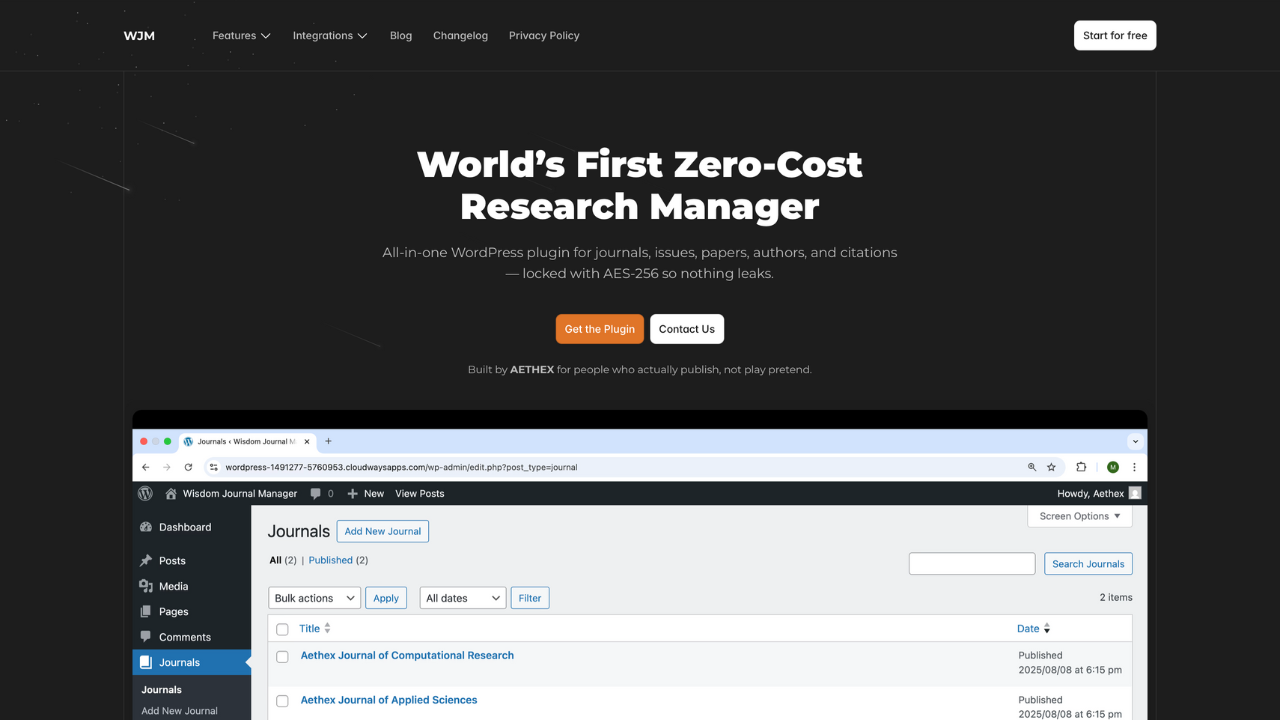 WJM
Features
Integrations
Blog
Changelog
Privacy Policy
Start for free
World's First Zero-Cost
Research Manager
All-in-one WordPress plugin for journals, issues, papers, authors, and citations
— locked with AES-256 so nothing leaks.
Get the Plugin
Contact Us
Built by AETHEX for people who actually publish, not play pretend.
Journals ‹ Wisdom Journal M
wordpress-1491277-5760953.cloudwaysapps.com/wp-admin/edit.php?post_type=journal
M
Wisdom Journal Manager
0
New
View Posts
Howdy, Aethex
Dashboard
Posts
Media
Pages
Comments
Journals
Journals
Add New Journal
Journals
Add New Journal
Screen Options
All (2) | Published (2)
Search Journals
Bulk actions
Apply
All dates
Filter
2 items
Title
Date
Aethex Journal of Computational Research
Published
2025/08/08 at 6:15 pm
Aethex Journal of Applied Sciences
Published
2025/08/08 at 6:15 pm